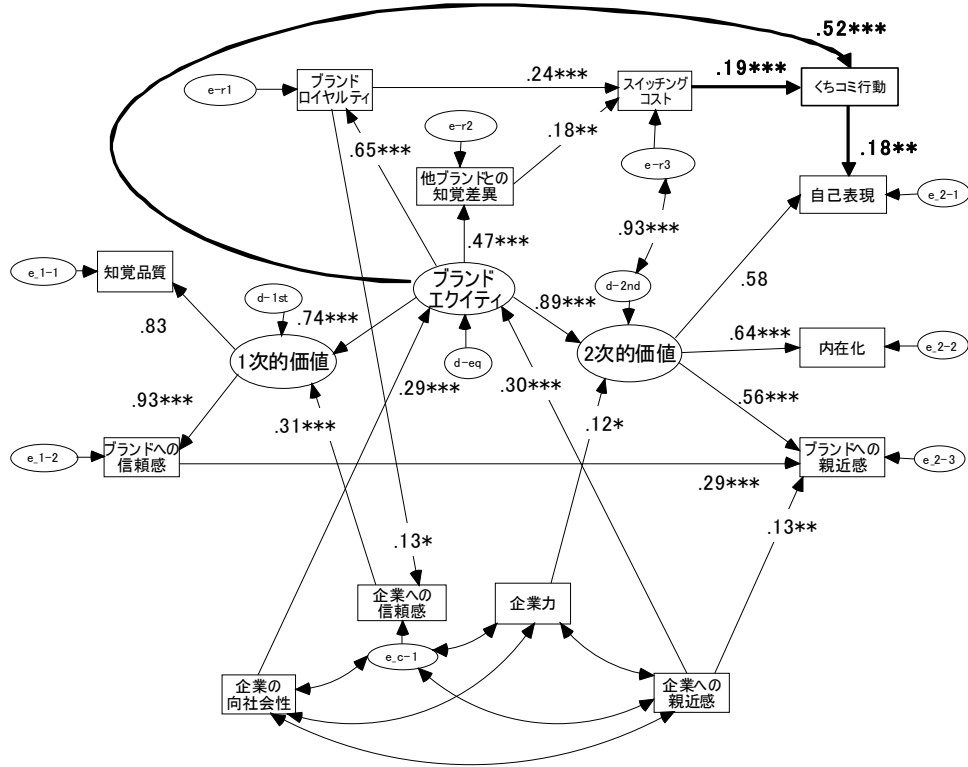 .52***
ブランド
ロイヤルティ
e-r1
.24***
スイッチング
コスト
.19***
くちコミ行動
e-r2
.18**
.18**
.65***
他ブランドとの
知覚差異
e-r3
自己表現
e_2-1
.93***
.47***
知覚品質
e_1-1
ブランド
エクイティ
d-1st
d-2nd
.89***
.58
.74***
.83
1次的価値
d-eq
2次的価値
.64***
内在化
e_2-2
.29***
.30***
.56***
.93***
.31***
.12*
ブランドへの
信頼感
e_1-2
ブランドへの
親近感
e_2-3
.29***
.13*
.13**
企業への
信頼感
企業力
e_c-1
企業の
向社会性
企業への
親近感